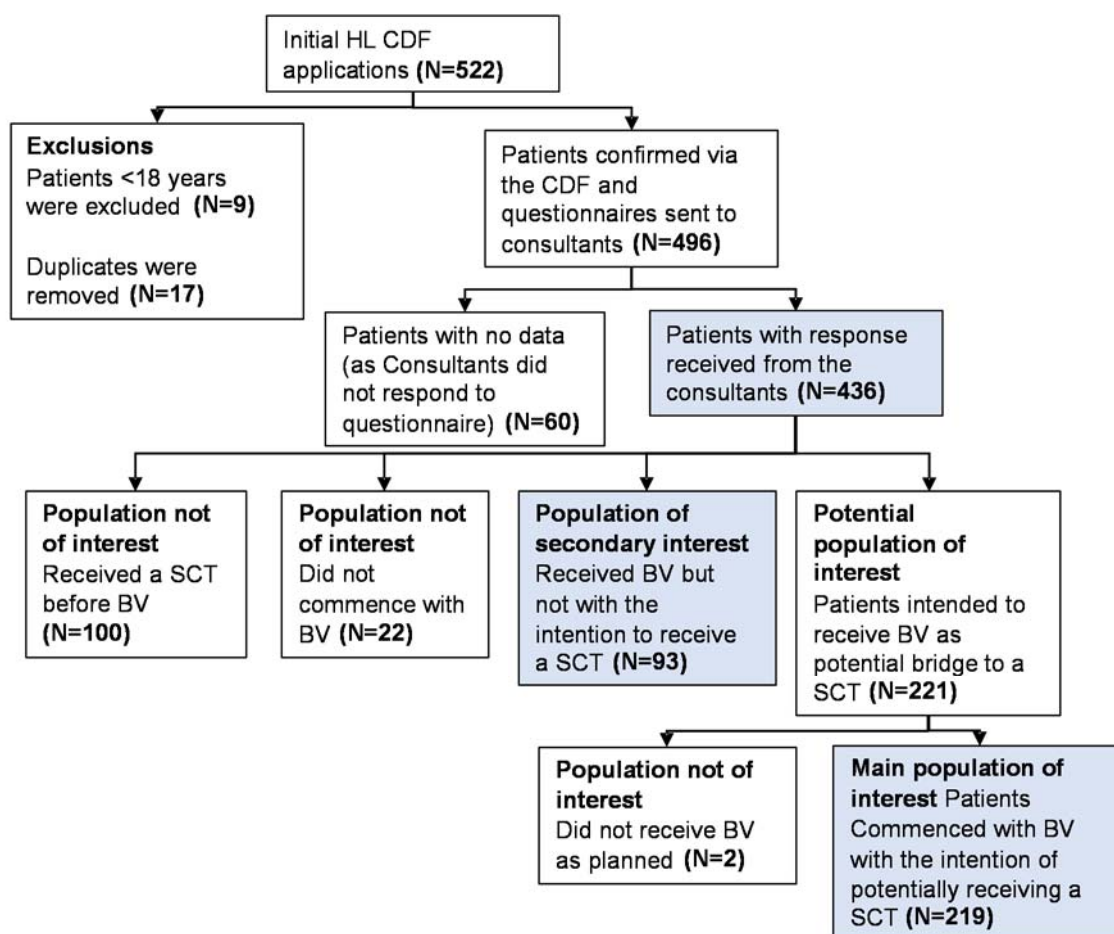 Initial HL CDF
applications (N=522)
Exclusions
Patients <18 years
were excluded (N=9)
Duplicates were
removed (N=17)
Patients confirmed via
the CDF and
questionnaires sent to
consultants (N=496)
Patients with no data
(as Consultants did
not respond to
questionnaire) (N=60)
Patients with response
received from the
consultants (N=436)
Population not
of interest
Received a SCT
before BV
(N=100)
Population not
of interest
Did not
commence with
BV (N=22)
Population of
secondary interest
Received BV but
not with the
intention to receive
a SCT (N=93)
Potential
population of
interest
Patients intended to
receive BV as
potential bridge to a
SCT (N=221)
Population not of
interest
Did not receive BV
as planned (N=2)
Main population of
interest Patients
Commenced with BV
with the intention of
potentially receiving a
SCT (N=219)